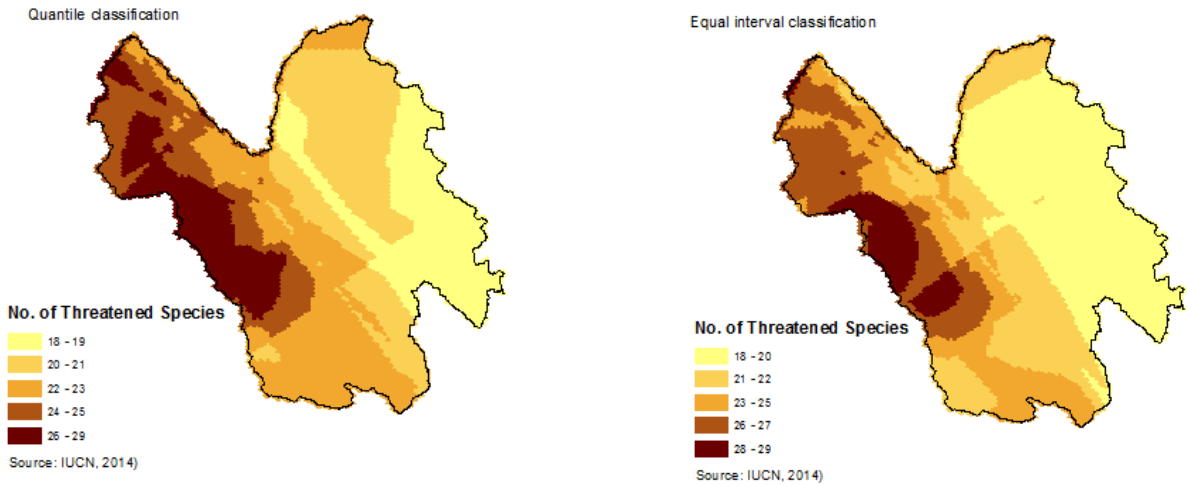 Quantile classification
No. of Threatened Species
18 - 19
20 - 21
22 - 23
24 - 25
26 - 29
Source: IUCN, 2014)
Equal interval classification
No. of Threatened Species
18 - 20
21 - 22
23 - 25
26 - 27
28 - 29
Source: IUCN, 2014)